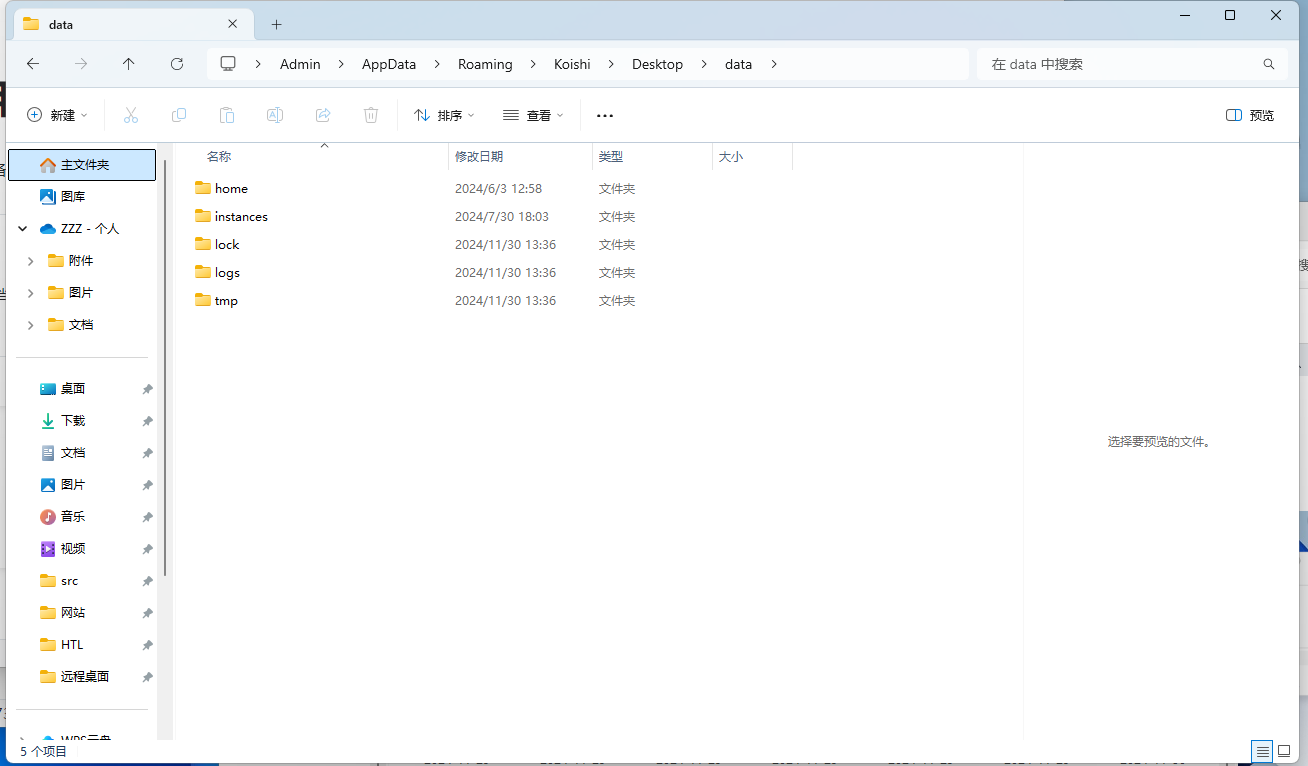 data
Admin
AppData
Roaming
Koishi
Desktop
data
在 data 中搜索
新建
排序
查看
预览
主文件夹
图库
ZZZ - 个人
附件
图片
文档
桌面
下载
文档
图片
音乐
视频
src
网站
HTL
远程桌面
WPS云盘
名称 修改日期 类型 大小
home 2024/6/3 12:58 文件夹
instances 2024/7/30 18:03 文件夹
lock 2024/11/30 13:36 文件夹
logs 2024/11/30 13:36 文件夹
tmp 2024/11/30 13:36 文件夹
选择要预览的文件。
5 个项目